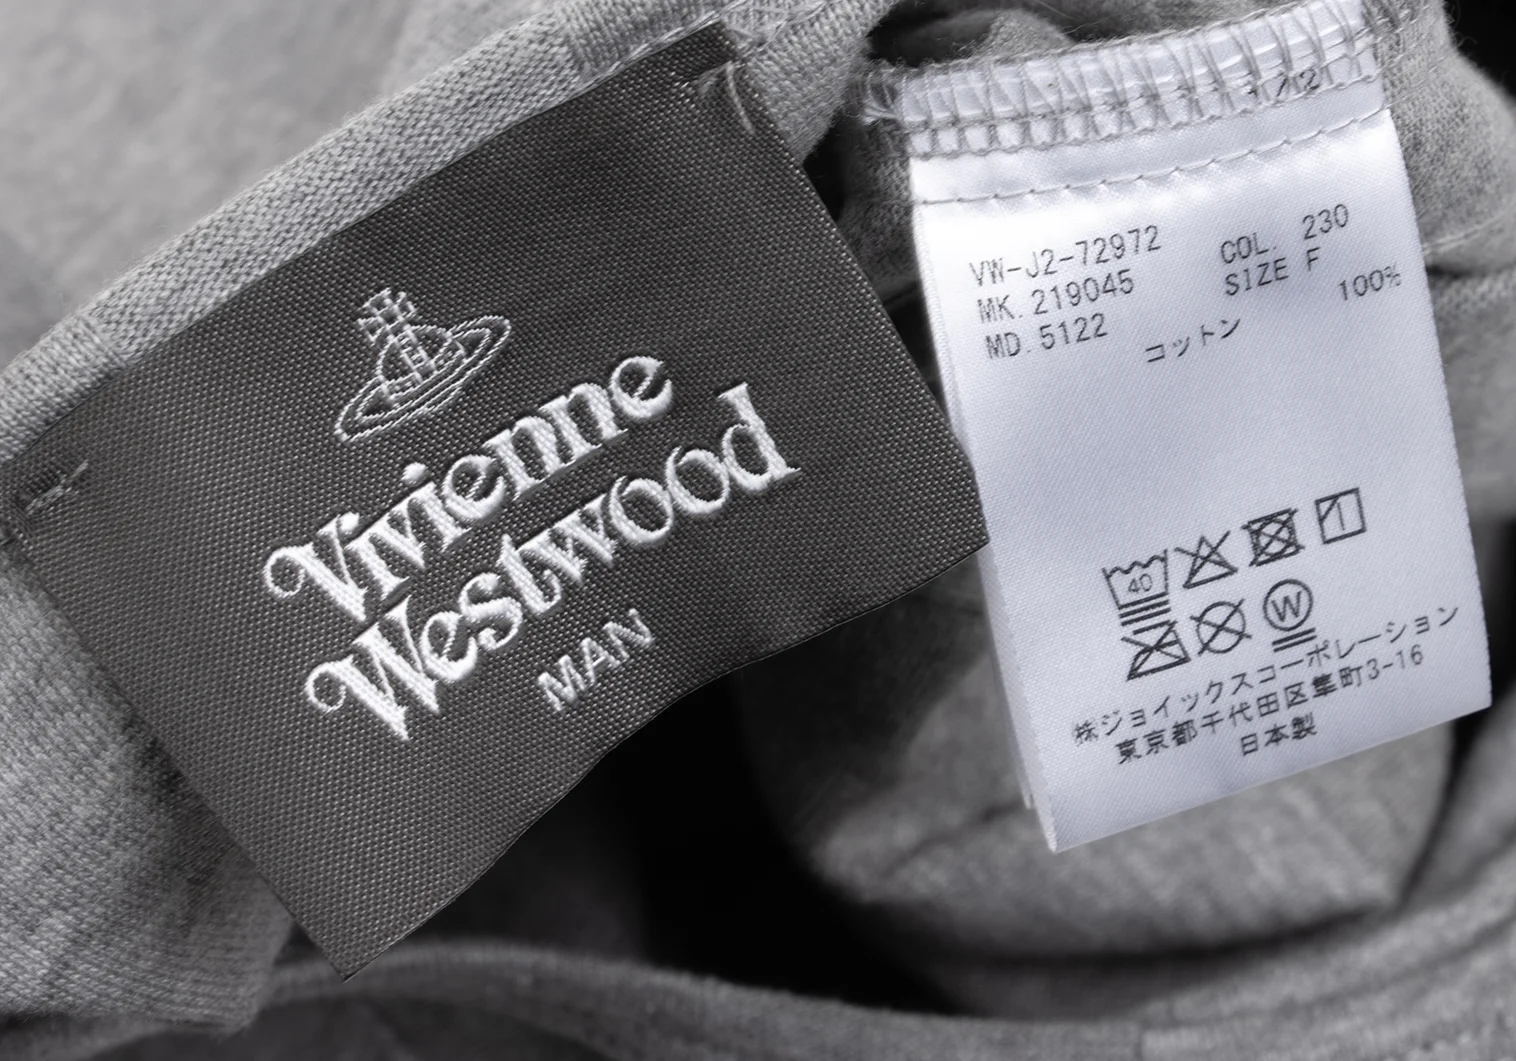 Vivienne
Westwood
MAN
VW-J2-72972 COL. 230
MK. 219045 SIZE F
MD. 5122
コットン 100%
40
W
㈱ジョイックスコーポレーション
東京都千代田区隼町3-16
日本製